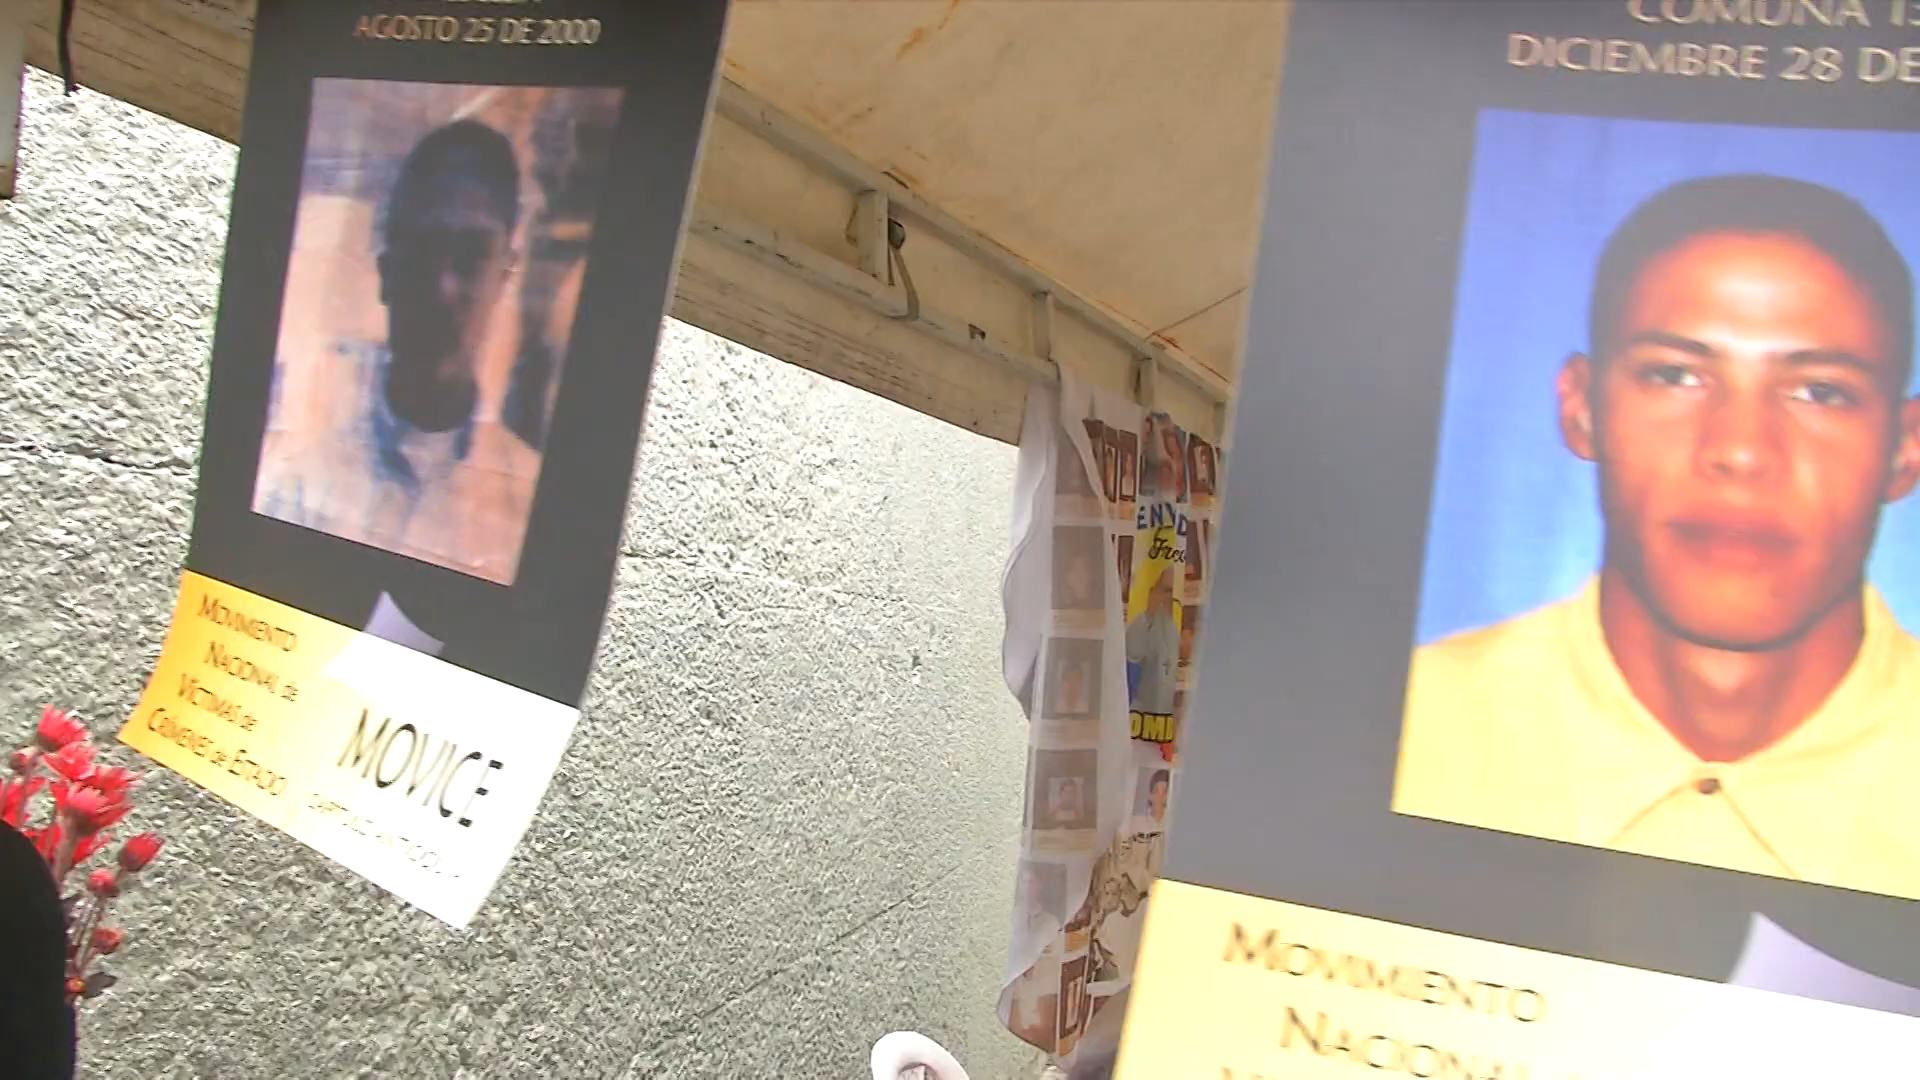 AGOSTO 25 DE 2000
MOVIMIENTO
NACIONAL de
VÍCTIMAS de
CRÍMENES de ESTADO
MOVICE
COMUNA 13
DICIEMBRE 28 DE
MOVIMIENTO
NACIONAL